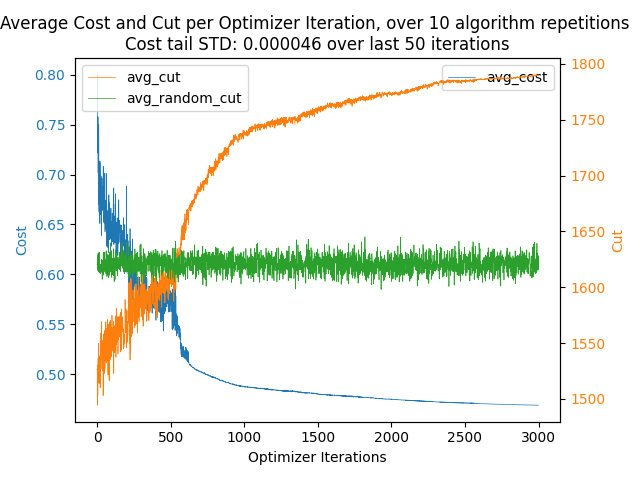 Average Cost and Cut per Optimizer Iteration, over 10 algorithm repetitions
Cost tail STD: 0.000046 over last 50 iterations
avg_cut
avg_random_cut
avg_cost
0.80
0.75
0.70
0.65
0.60
0.55
0.50
Cost
1800
1750
1700
1650
1600
1550
1500
Cut
0
500
1000
1500
2000
2500
3000
Optimizer Iterations